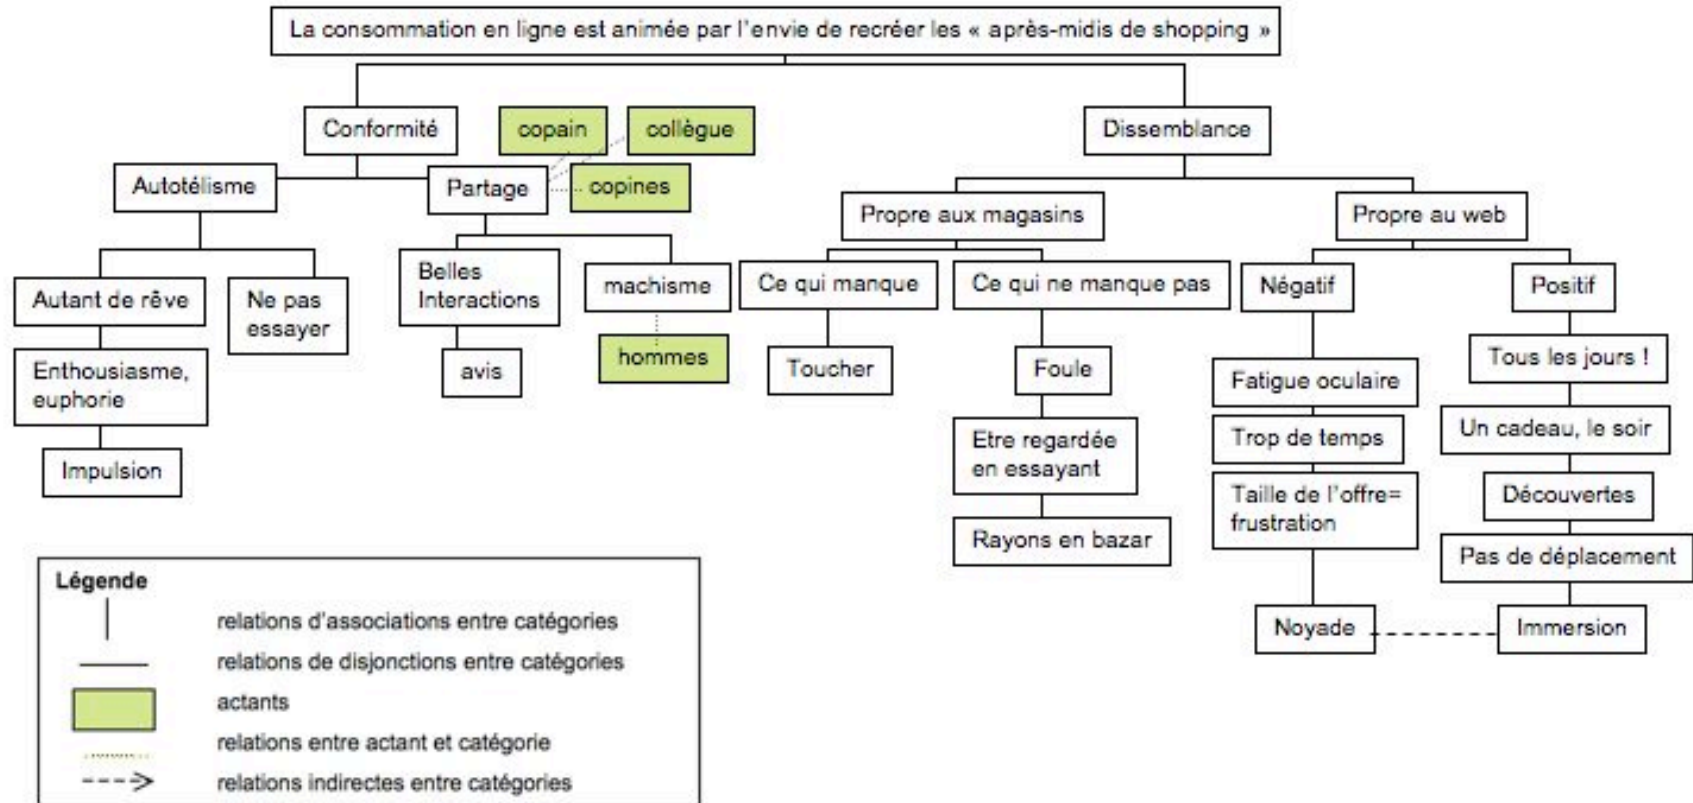 La consommation en ligne est animée par l'envie de recréer les « après-midis de shopping »
Conformité
copain
collègue
Dissemblance
Autotélisme
Partage
copines
Propre aux magasins
Propre au web
Autant de rêve
Ne pas
essayer
Belles
Interactions
machisme
Ce qui manque
Ce qui ne manque pas
Négatif
Positif
Enthousiasme,
euphorie
avis
hommes
Toucher
Foule
Fatigue oculaire
Tous les jours !
Impulsion
Etre regardée
en essayant
Trop de temps
Un cadeau, le soir
Rayons en bazar
Taille de l'offre=
frustration
Découvertes
Pas de déplacement
Noyade
Immersion
Légende
relations d'associations entre catégories
relations de disjonctions entre catégories
actants
relations entre actant et catégorie
relations indirectes entre catégories